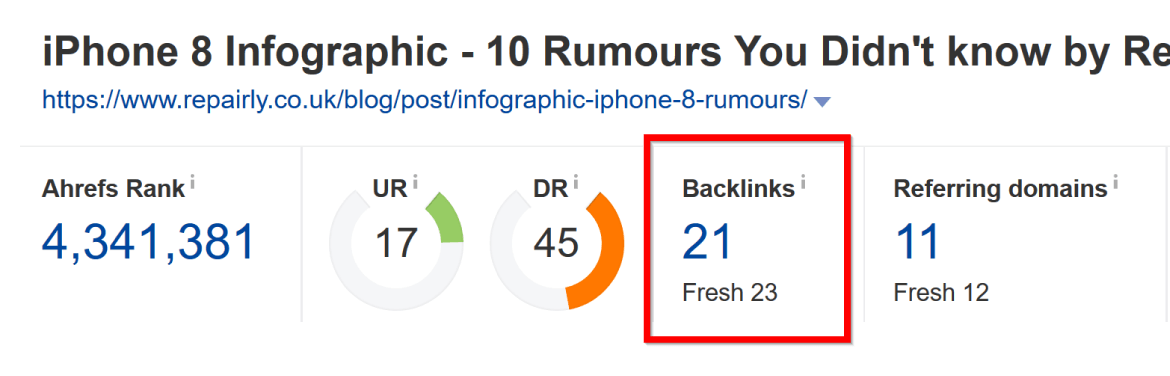 iPhone 8 Infographic - 10 Rumours You Didn't know by Re
https://www.repairly.co.uk/blog/post/infographic-iphone-8-rumours/
Ahrefs Rank i
4,341,381
UR i
17
DR i
45
Backlinks i
21
Fresh 23
Referring domains i
11
Fresh 12